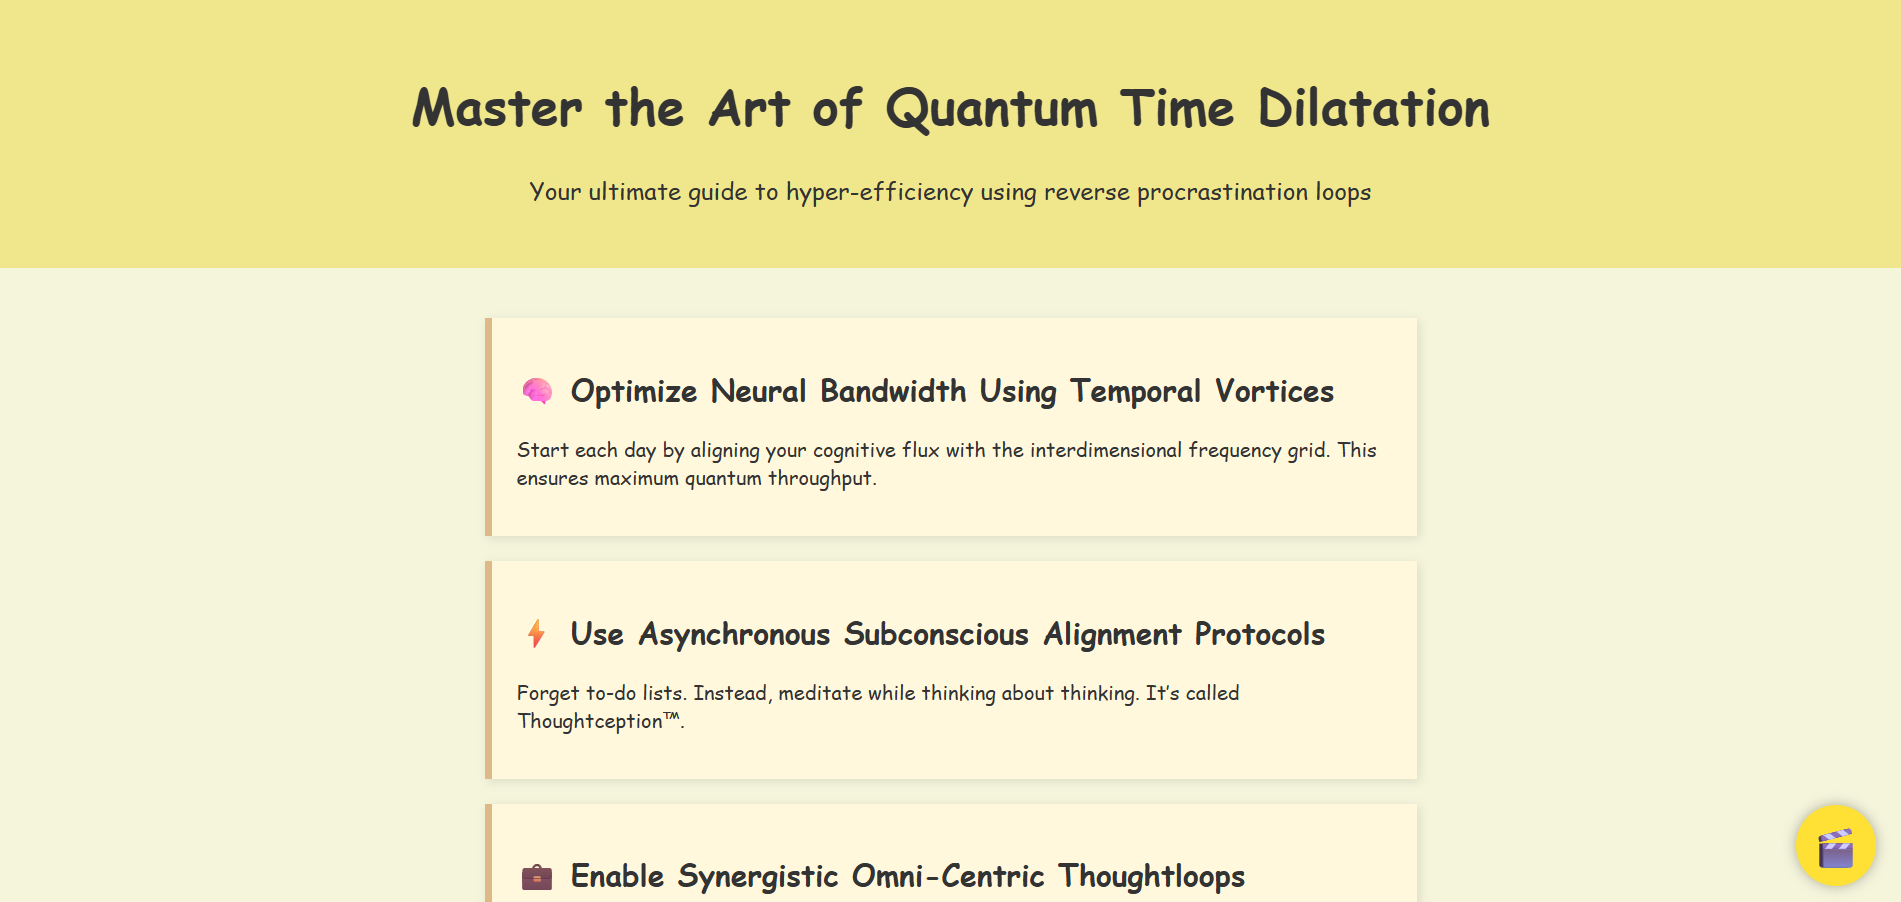 Master the Art of Quantum Time Dilatation
Your ultimate guide to hyper-efficiency using reverse procrastination loops
Optimize Neural Bandwidth Using Temporal Vortices
Start each day by aligning your cognitive flux with the interdimensional frequency grid. This
ensures maximum quantum throughput.
Use Asynchronous Subconscious Alignment Protocols
Forget to-do lists. Instead, meditate while thinking about thinking. It’s called
Thoughtception™.
Enable Synergistic Omni-Centric Thoughtloops